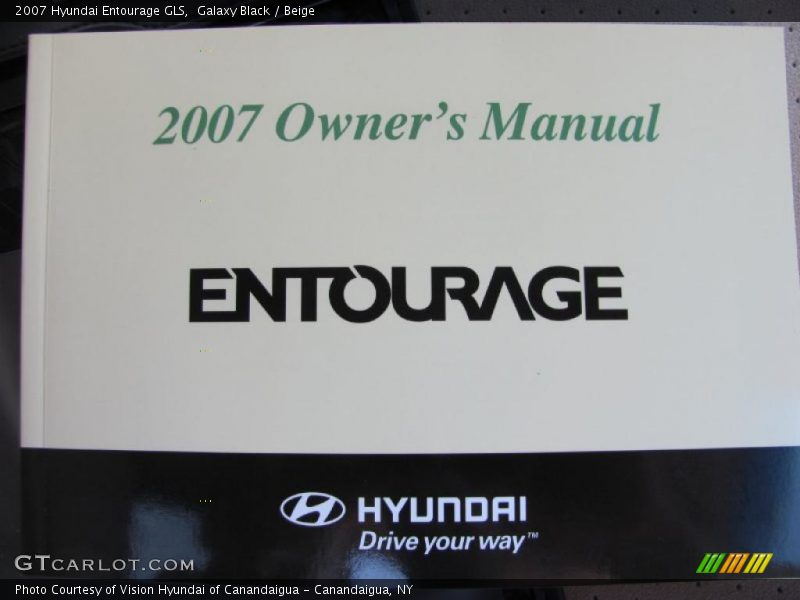 2007 Hyundai Entourage GLS,  Galaxy Black / Beige
2007 Owner's Manual
ENTOURAGE
HYUNDAI
Drive your way™
GTCARLOT.COM
Photo Courtesy of Vision Hyundai of Canandaigua - Canandaigua, NY